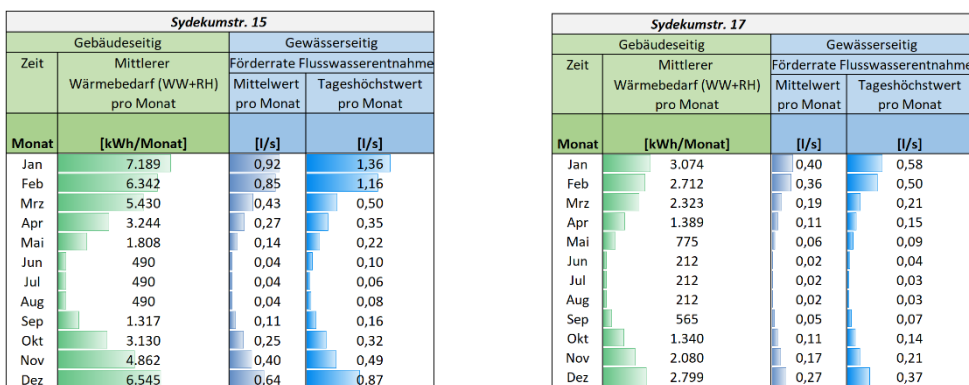 Sydekumstr. 15
Gebäudeseitig Gewässerseitig
Zeit Mittlerer Förderrate Flusswasserentnahme
Wärmebedarf (WW+RH) Mittelwert Tageshöchstwert
pro Monat pro Monat pro Monat
Monat [kWh/Monat] [l/s] [l/s]
Jan 7.189 0,92 1,36
Feb 6.342 0,85 1,16
Mrz 5.430 0,43 0,50
Apr 3.244 0,27 0,35
Mai 1.808 0,14 0,22
Jun 490 0,04 0,10
Jul 490 0,04 0,06
Aug 490 0,04 0,08
Sep 1.317 0,11 0,16
Okt 3.130 0,25 0,32
Nov 4.862 0,40 0,49
Dez 6.545 0,64 0,87
Sydekumstr. 17
Gebäudeseitig Gewässerseitig
Zeit Mittlerer Förderrate Flusswasserentnahme
Wärmebedarf (WW+RH) Mittelwert Tageshöchstwert
pro Monat pro Monat pro Monat
Monat [kWh/Monat] [l/s] [l/s]
Jan 3.074 0,40 0,58
Feb 2.712 0,36 0,50
Mrz 2.323 0,19 0,21
Apr 1.389 0,11 0,15
Mai 775 0,06 0,09
Jun 212 0,02 0,04
Jul 212 0,02 0,03
Aug 212 0,02 0,03
Sep 565 0,05 0,07
Okt 1.340 0,11 0,14
Nov 2.080 0,17 0,21
Dez 2.799 0,27 0,37